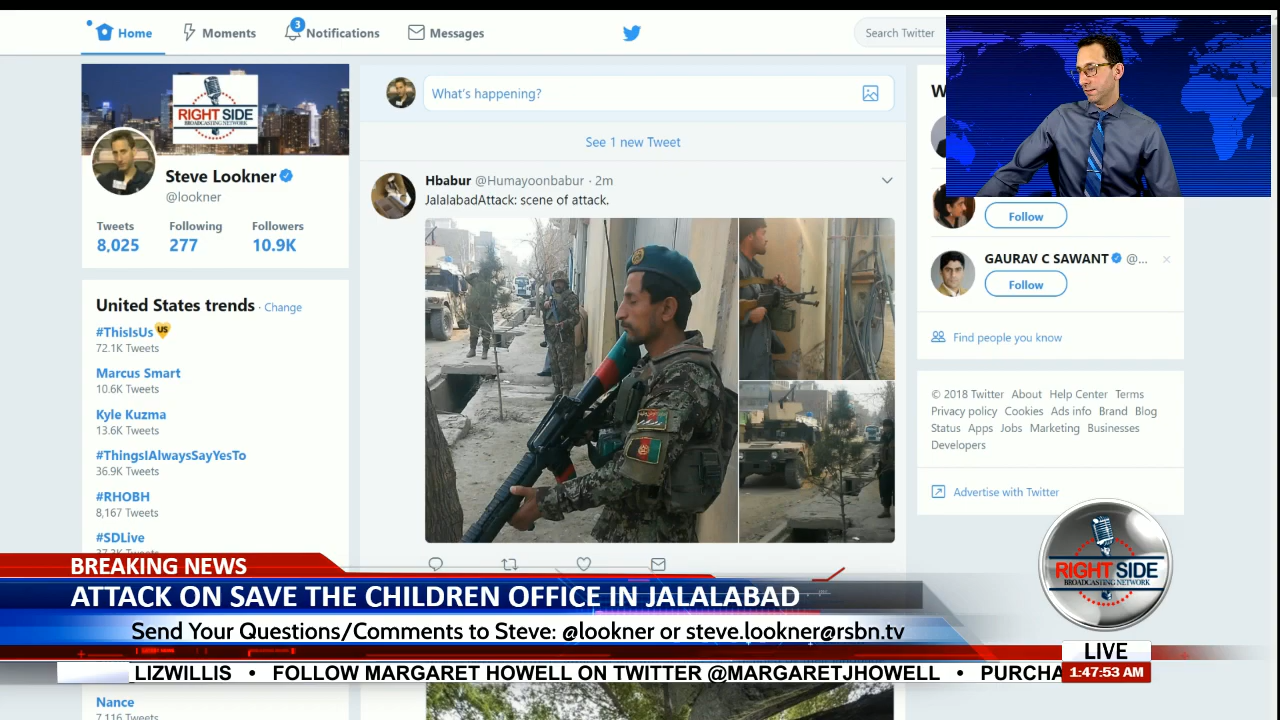 Home
Moments
3
Notifications
Messages
Search Twitter
RIGHT SIDE
BROADCASTING NETWORK
Steve Lookner
@lookner
Tweets
Following
Followers
8,025
277
10.9K
United States trends · Change
#ThisIsUs
US
72.1K Tweets
Marcus Smart
10.6K Tweets
Kyle Kuzma
13.6K Tweets
#ThingsIAlwaysSayYesTo
36.9K Tweets
#RHOBH
8,167 Tweets
#SDLive
37.3K Tweets
Nance
7,116 Tweets
What's happening?
See 1 new Tweet
Hbabur @Humayoonbabur · 2m
JalalabadAttack: scene of attack.
W
Follow
GAURAV C SAWANT @...
Follow
Find people you know
© 2018 Twitter About Help Center Terms
Privacy policy Cookies Ads info Brand Blog
Status Apps Jobs Marketing Businesses
Developers
Advertise with Twitter
BREAKING NEWS
ATTACK ON SAVE THE CHILDREN OFFICE IN JALALABAD
Send Your Questions/Comments to Steve: @lookner or steve.lookner@rsbn.tv
RIGHT SIDE
BROADCASTING NETWORK
LIVE
1:47:53 AM
LIZWILLIS • FOLLOW MARGARET HOWELL ON TWITTER @MARGARETJHOWELL • PURCHA